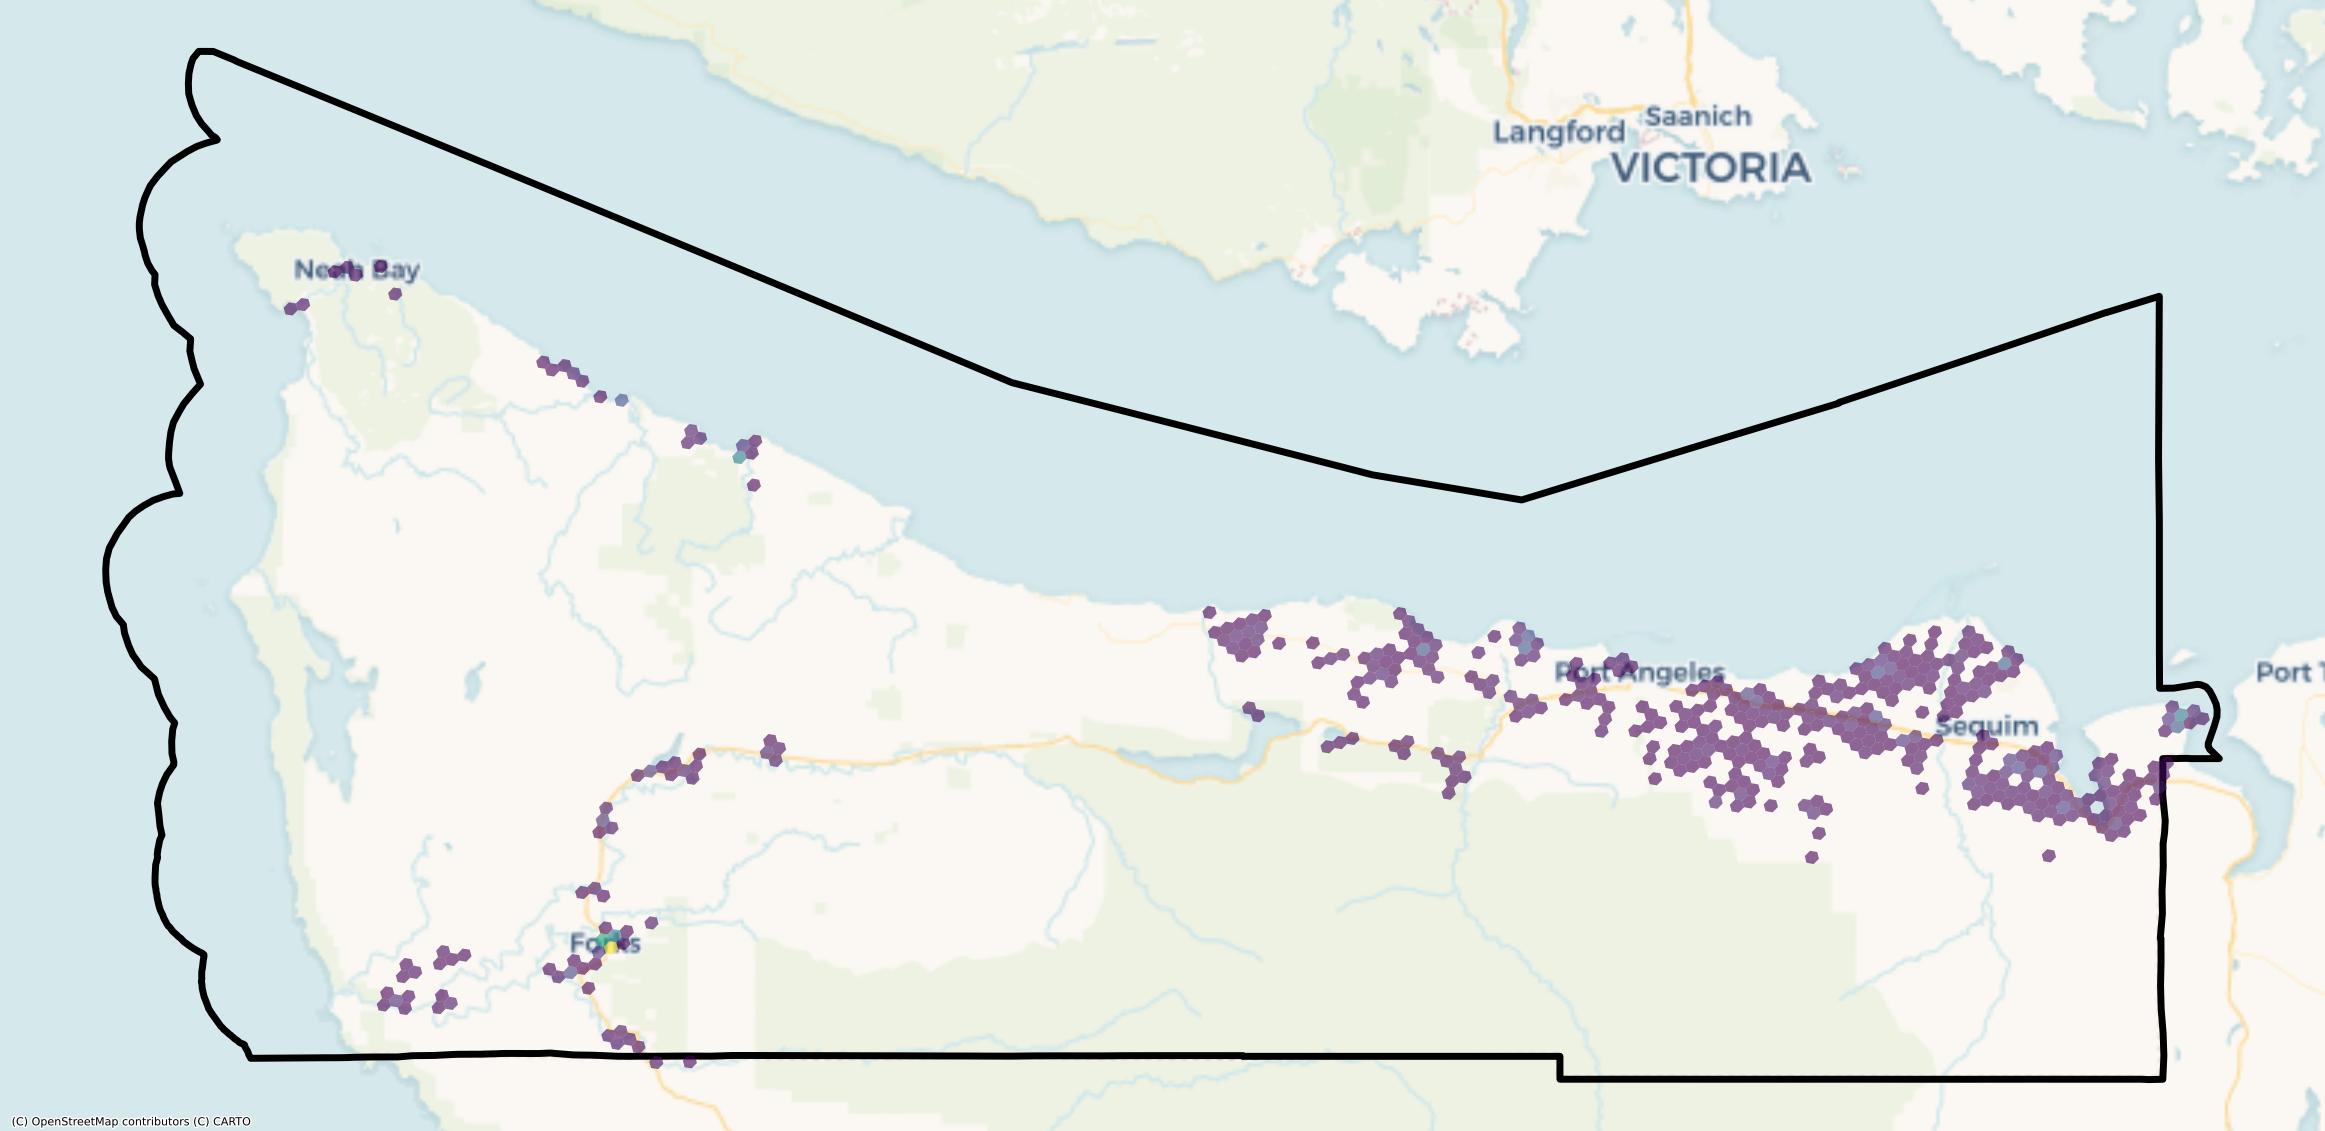 Saanich
Langford
VICTORIA
Neah Bay
Port Angeles
Port T
Sequim
Forks
(C) OpenStreetMap contributors (C) CARTO